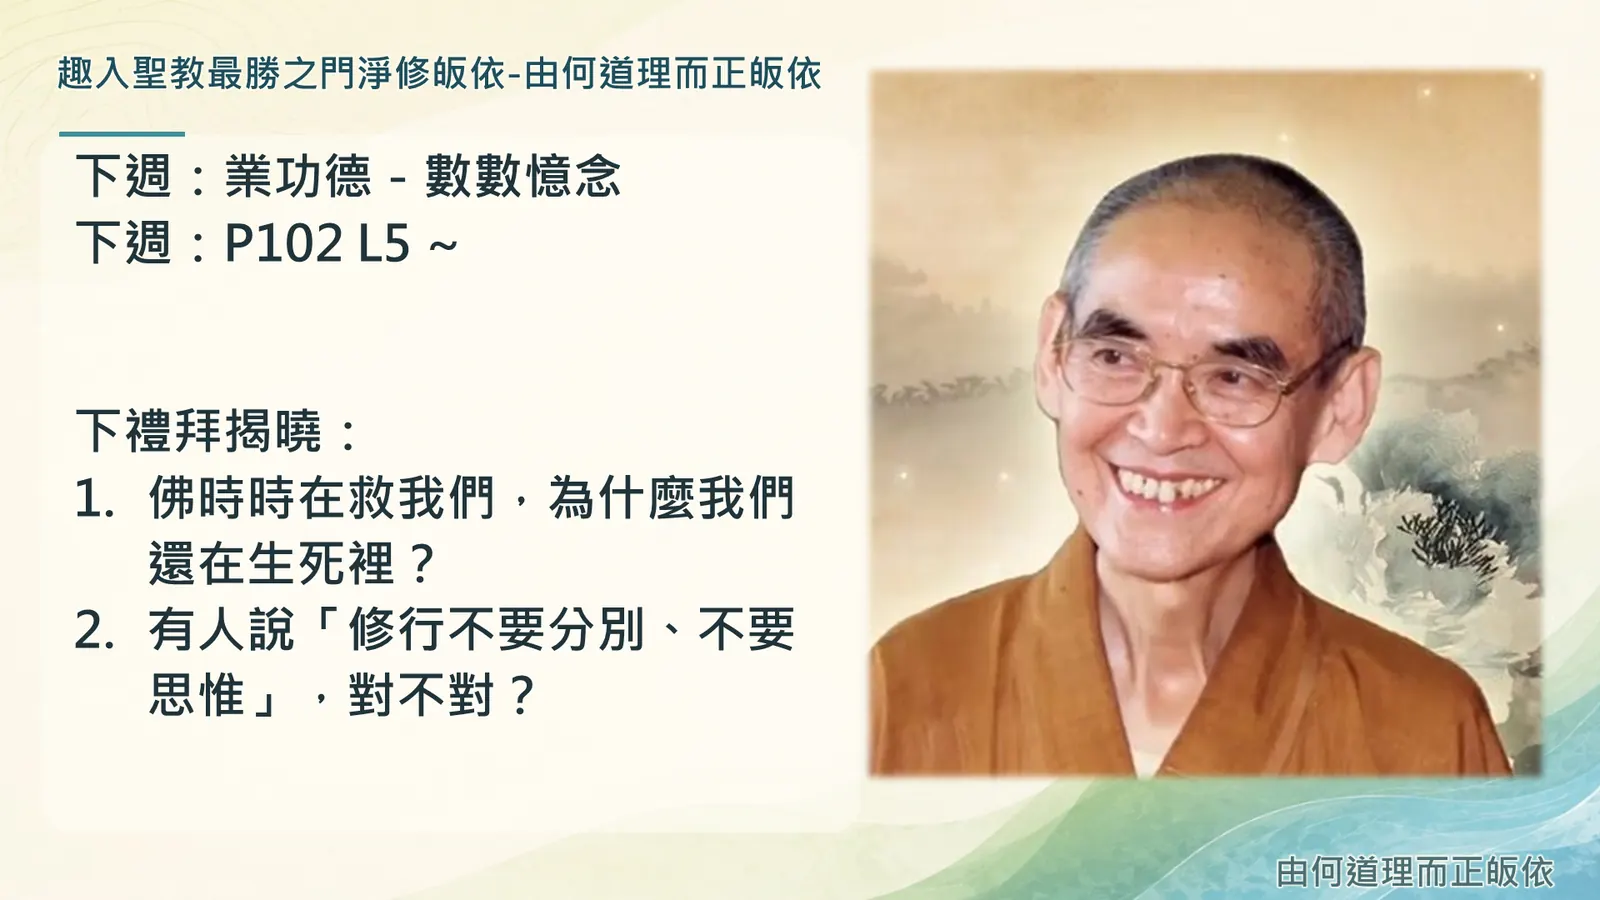 趣入聖教最勝之門淨修皈依-由何道理而正皈依
下週：業功德 - 數數憶念
下週：P102 L5 ~
下禮拜揭曉：
1. 佛時時在救我們，為什麼我們
還在生死裡？
2. 有人說「修行不要分別、不要
思惟」，對不對？
由何道理而正皈依